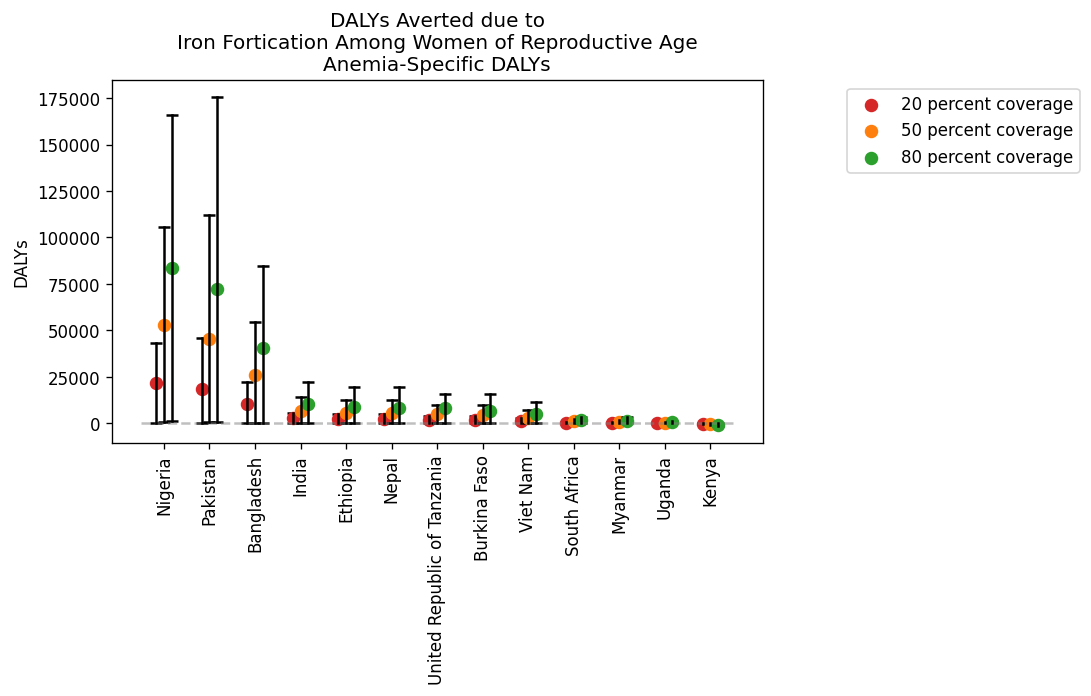 DALYs Averted due to
Iron Fortication Among Women of Reproductive Age
Anemia-Specific DALYs
20 percent coverage
50 percent coverage
80 percent coverage
DALYs
175000
150000
125000
100000
75000
50000
25000
0
Nigeria
Pakistan
Bangladesh
India
Ethiopia
Nepal
United Republic of Tanzania
Burkina Faso
Viet Nam
South Africa
Myanmar
Uganda
Kenya